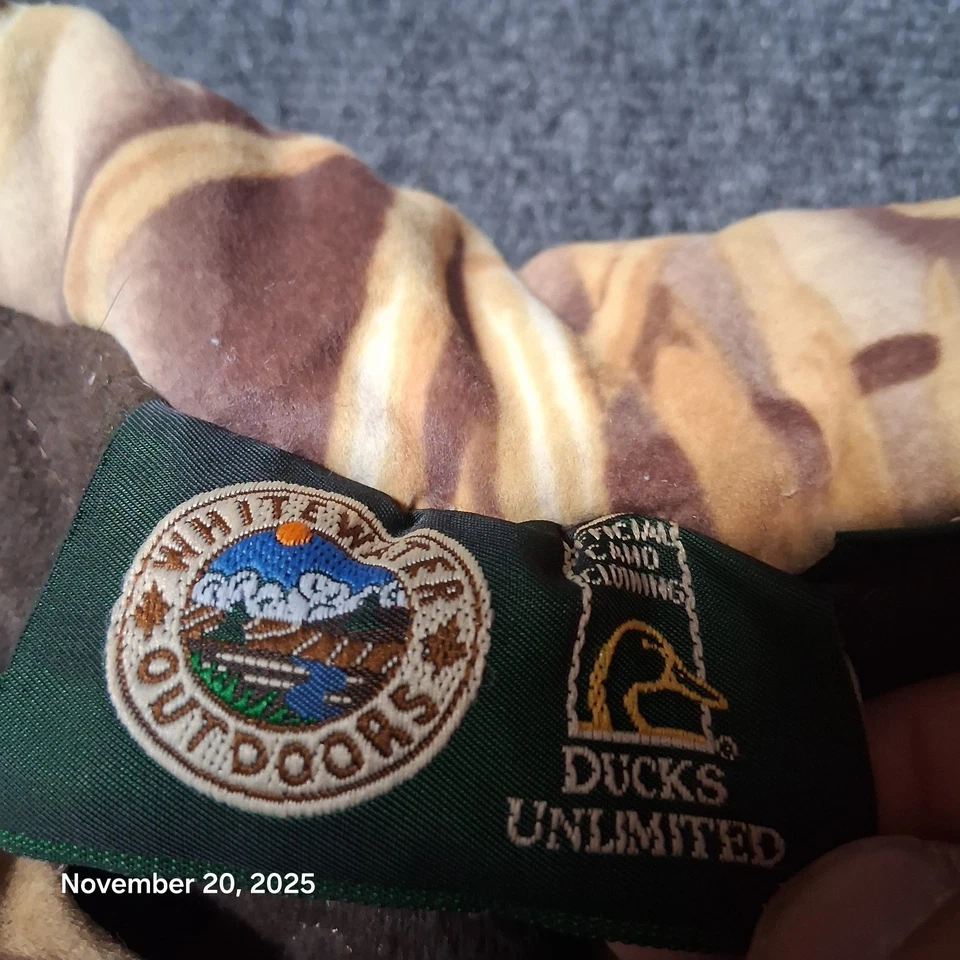 WHITEWATER
OUTDOORS
OFFICIAL
CAMO
CLOTHING
®
DUCKS
UNLIMITED
November 20, 2025